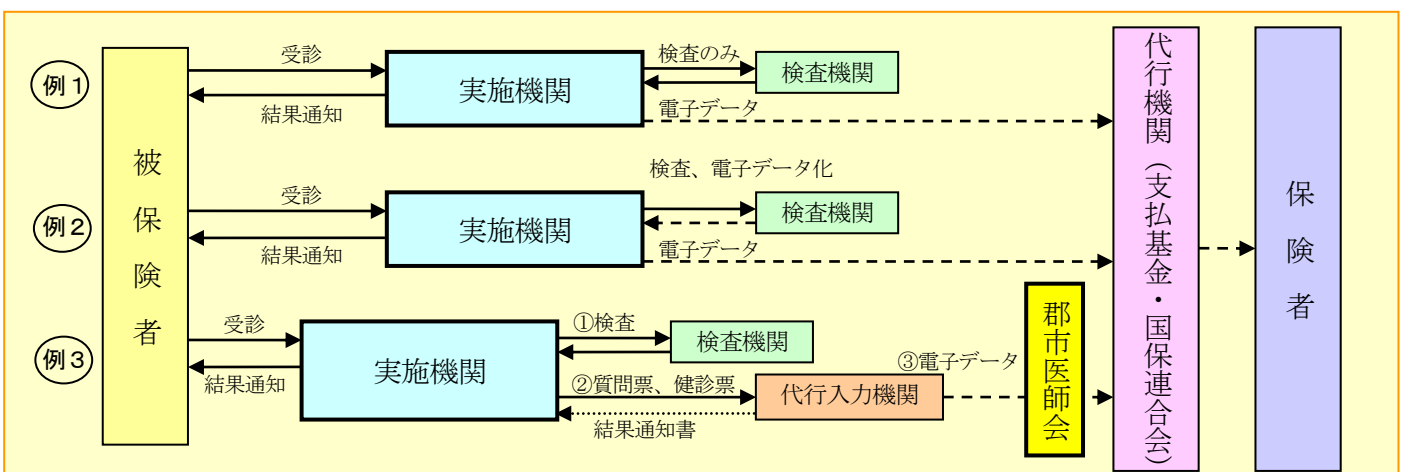 例1
受診
結果通知
実施機関
検査のみ
検査機関
電子データ
例2
受診
結果通知
実施機関
検査、電子データ化
検査機関
電子データ
例3
受診
結果通知
実施機関
①検査
検査機関
②質問票、健診票
代行入力機関
結果通知書
③電子データ
郡市医師会
被保険者
代行機関（支払基金・国保連合会）
保険者